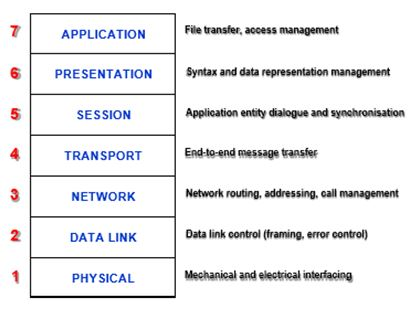 7 APPLICATION File transfer, access management
6 PRESENTATION Syntax and data representation management
5 SESSION Application entity dialogue and synchronisation
4 TRANSPORT End-to-end message transfer
3 NETWORK Network routing, addressing, call management
2 DATA LINK Data link control (framing, error control)
1 PHYSICAL Mechanical and electrical interfacing